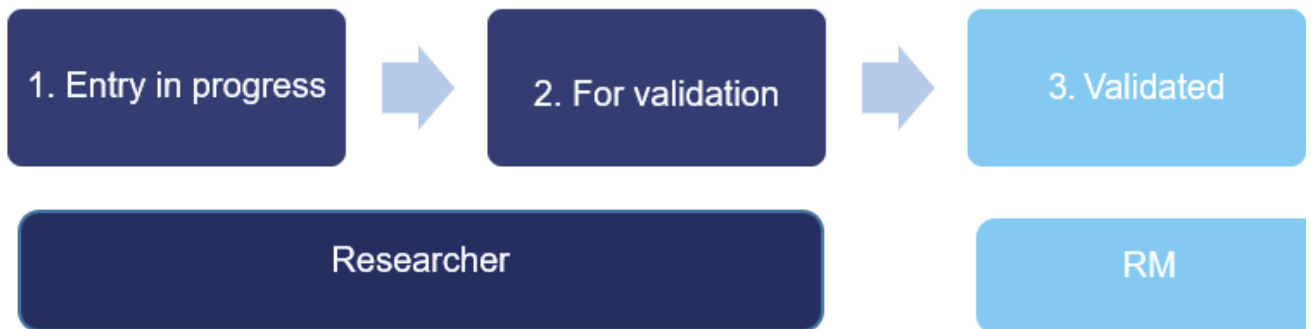 1. Entry in progress
2. For validation
3. Validated
Researcher
RM